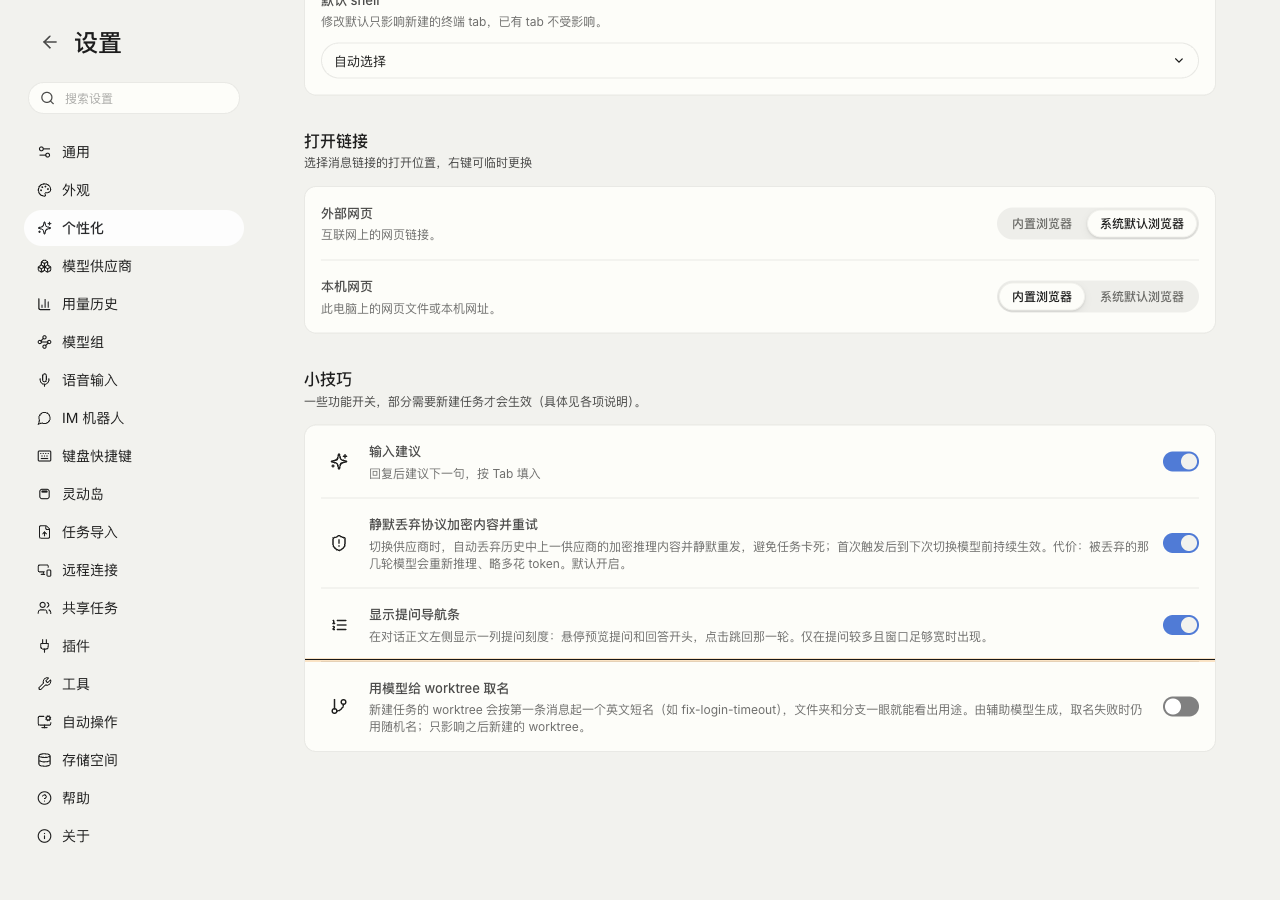 设置
搜索设置
通用
外观
个性化
模型供应商
用量历史
模型组
语音输入
IM 机器人
键盘快捷键
灵动岛
任务导入
远程连接
共享任务
插件
工具
自动操作
存储空间
帮助
关于
默认 shell
修改默认只影响新建的终端 tab，已有 tab 不受影响。
自动选择
打开链接
选择消息链接的打开位置，右键可临时更换
外部网页
互联网上的网页链接。
内置浏览器
系统默认浏览器
本机网页
此电脑上的网页文件或本机网址。
内置浏览器
系统默认浏览器
小技巧
一些功能开关，部分需要新建任务才会生效（具体见各项说明）。
输入建议
回复后建议下一句，按 Tab 填入
静默丢弃协议加密内容并重试
切换供应商时，自动丢弃历史中上一供应商的加密推理内容并静默重发，避免任务卡死；首次触发后到下次切换模型前持续生效。代价：被丢弃的那
几轮模型会重新推理、略多花 token。默认开启。
显示提问导航条
在对话正文左侧显示一列提问刻度：悬停预览提问和回答开头，点击跳回那一轮。仅在提问较多且窗口足够宽时出现。
用模型给 worktree 取名
新建任务的 worktree 会按第一条消息起一个英文短名（如 fix-login-timeout），文件夹和分支一眼就能看出用途。由辅助模型生成，取名失败时仍
用随机名；只影响之后新建的 worktree。